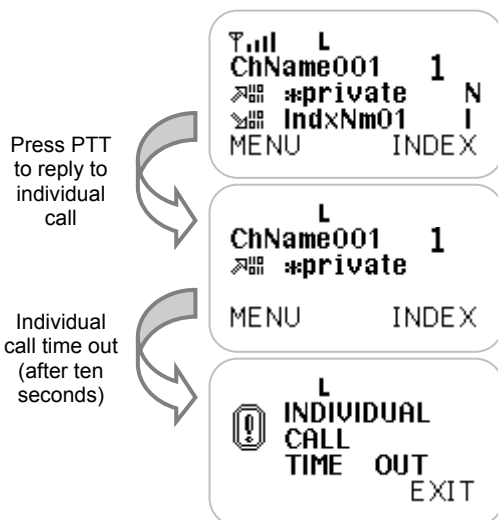 L
ChName001 1
*private N
IndxNm01 I
MENU INDEX
Press PTT
to reply to
individual
call
L
ChName001 1
*private
MENU INDEX
Individual
call time out
(after ten
seconds)
L
INDIVIDUAL
CALL
TIME OUT
EXIT